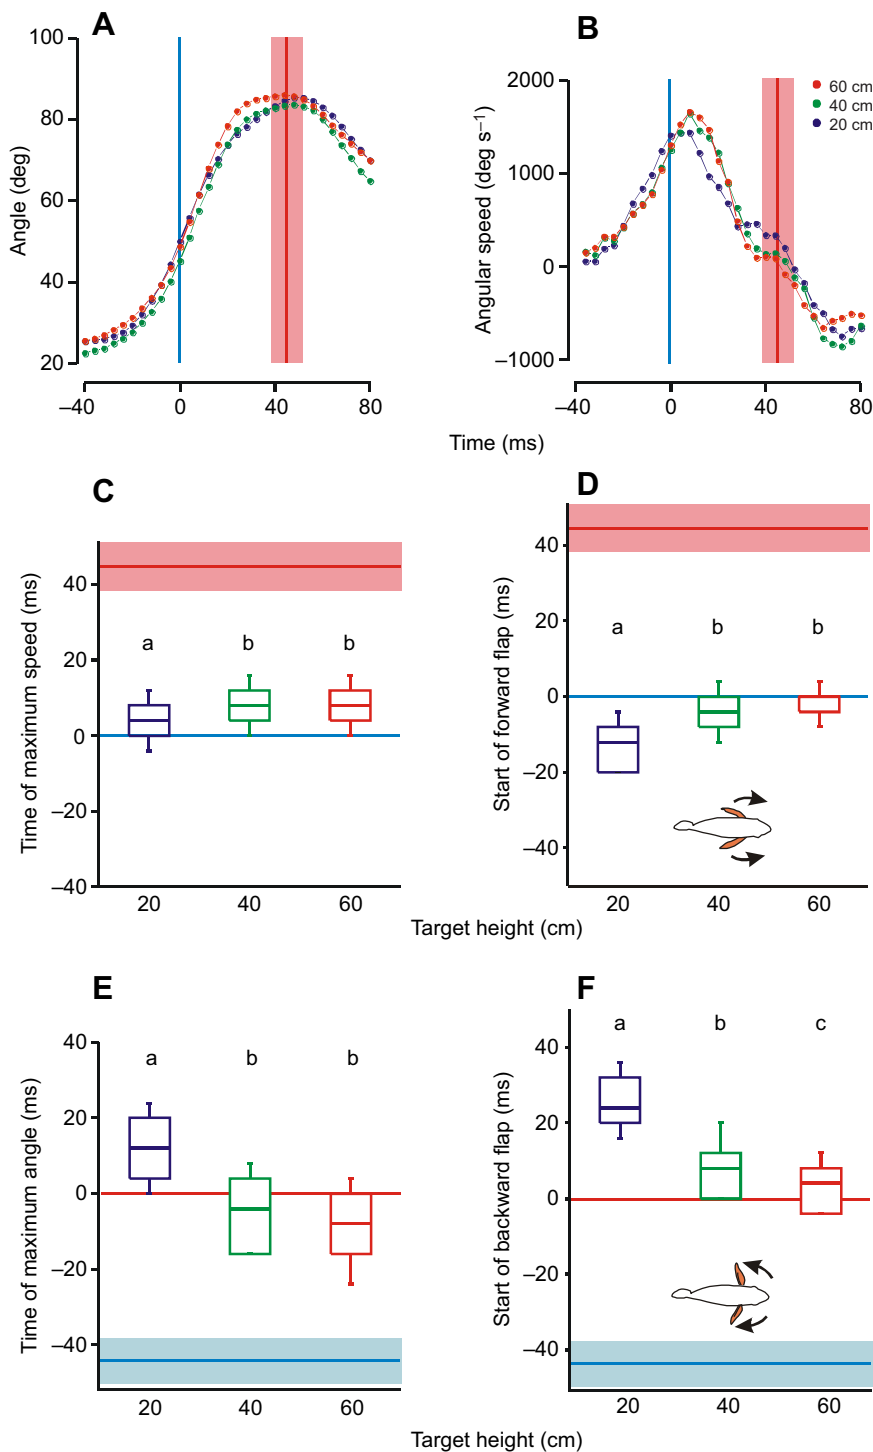 A
100
80
60
40
20
Angle (deg)
–40
0
40
80
B
2000
1000
0
–1000
Angular speed (deg s–1)
60 cm
40 cm
20 cm
–40
0
40
80
Time (ms)
C
40
20
0
–20
–40
Time of maximum speed (ms)
a
b
b
20
40
60
D
40
20
0
–20
–40
Start of forward flap (ms)
a
b
b
20
40
60
Target height (cm)
E
40
20
0
–20
–40
Time of maximum angle (ms)
a
b
b
20
40
60
F
40
20
0
–20
–40
Start of backward flap (ms)
a
b
c
20
40
60
Target height (cm)